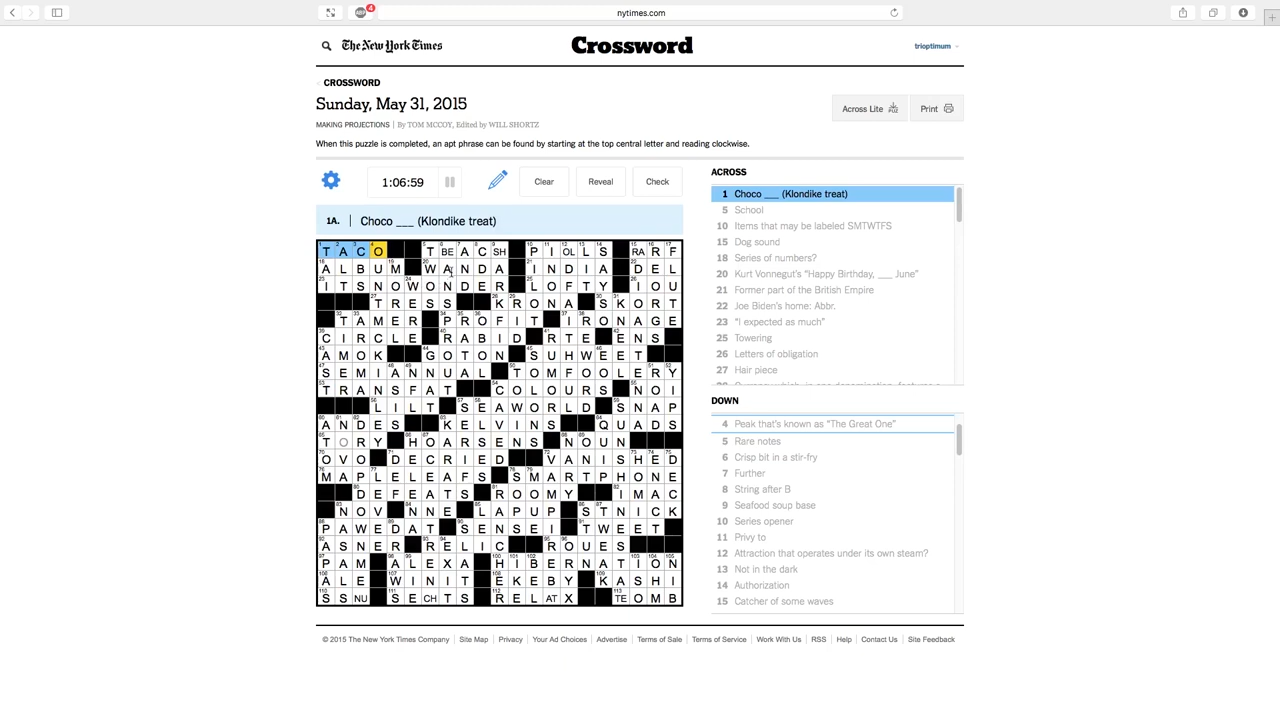 4
nytimes.com
The New York Times
Crossword
trioptimum
CROSSWORD
Sunday, May 31, 2015
Across Lite
Print
MAKING PROJECTIONS | By TOM MCCOY, Edited by WILL SHORTZ
When this puzzle is completed, an apt phrase can be found by starting at the top central letter and reading clockwise.
1:06:59
Clear
Reveal
Check
1A. Choco ___ (Klondike treat)
T A C O T BE A C SH P I OL L S RA R F
A L B U M W A N D A I N D I A D E L
I T S N O W O N D E R L O F T Y I O U
T R E S S K R O N A S K O R T
T A M E R P R O F I T I R O N A G E
C I R C L E R A B I D R T E E N S
A M O K G O T O N S U H W E E T
S E M I A N N U A L T O M F O O L E R Y
T R A N S F A T C O L O U R S N O I
L I L T S E A W O R L D S N A P
A N D E S K E L V I N S Q U A D S
T O R Y H O A R S E N S N O U N
O V O D E C R I E D V A N I S H E D
M A P L E L E A F S S M A R T P H O N E
D E F E A T S R O O M Y I M A C
N O V N N E L A P U P S T N I C K
P A W E D A T S E N S E I T W E E T
A S N E R R E L I C R O U E S
P A M A L E X A H I B E R N A T I O N
A L E W I N I T E K E B Y K A S H I
S S NU S E CH T S R E L AT X TE O M B
ACROSS
1 Choco ___ (Klondike treat)
5 School
10 Items that may be labeled SMTWTFS
15 Dog sound
18 Series of numbers?
20 Kurt Vonnegut's "Happy Birthday, ___ June"
21 Former part of the British Empire
22 Joe Biden's home: Abbr.
23 "I expected as much"
25 Towering
26 Letters of obligation
27 Hair piece
DOWN
4 Peak that's known as "The Great One"
5 Rare notes
6 Crisp bit in a stir-fry
7 Further
8 String after B
9 Seafood soup base
10 Series opener
11 Privy to
12 Attraction that operates under its own steam?
13 Not in the dark
14 Authorization
15 Catcher of some waves
© 2015 The New York Times Company | Site Map | Privacy | Your Ad Choices | Advertise | Terms of Sale | Terms of Service | Work With Us | RSS | Help | Contact Us | Site Feedback